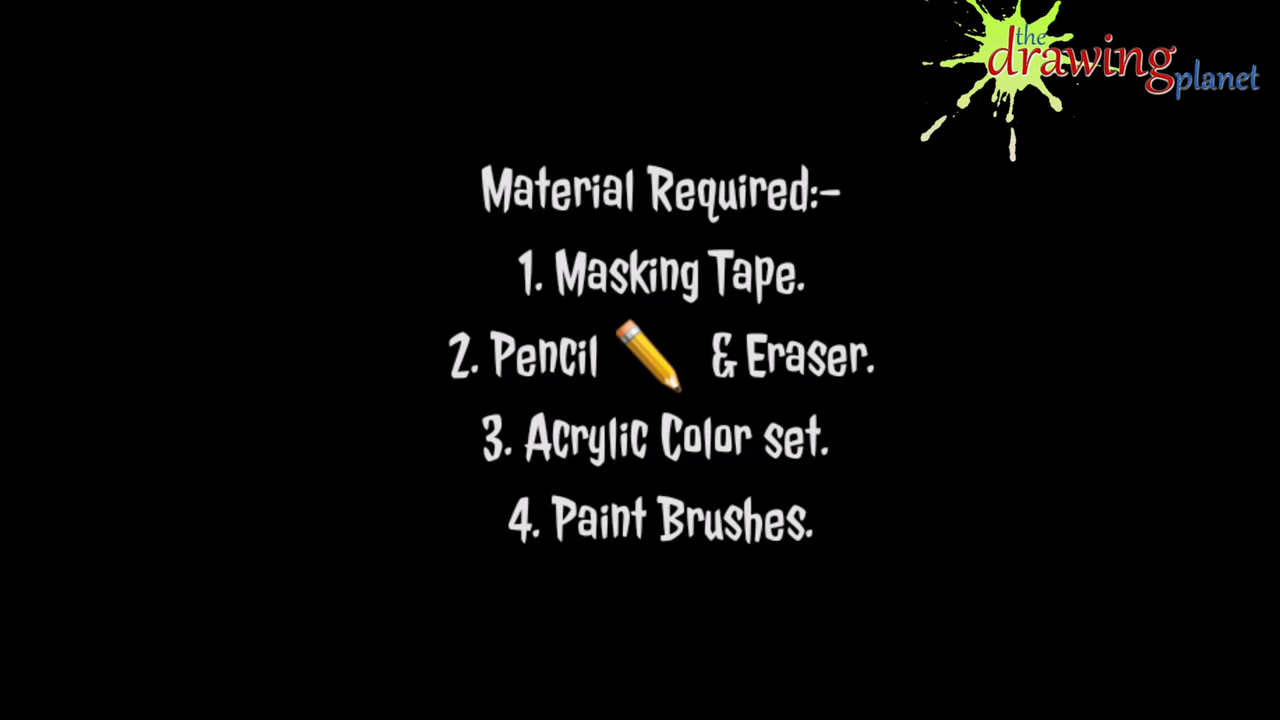 the
drawing
planet
Material Required:-
1. Masking Tape.
2. Pencil ✏️ & Eraser.
3. Acrylic Color set.
4. Paint Brushes.